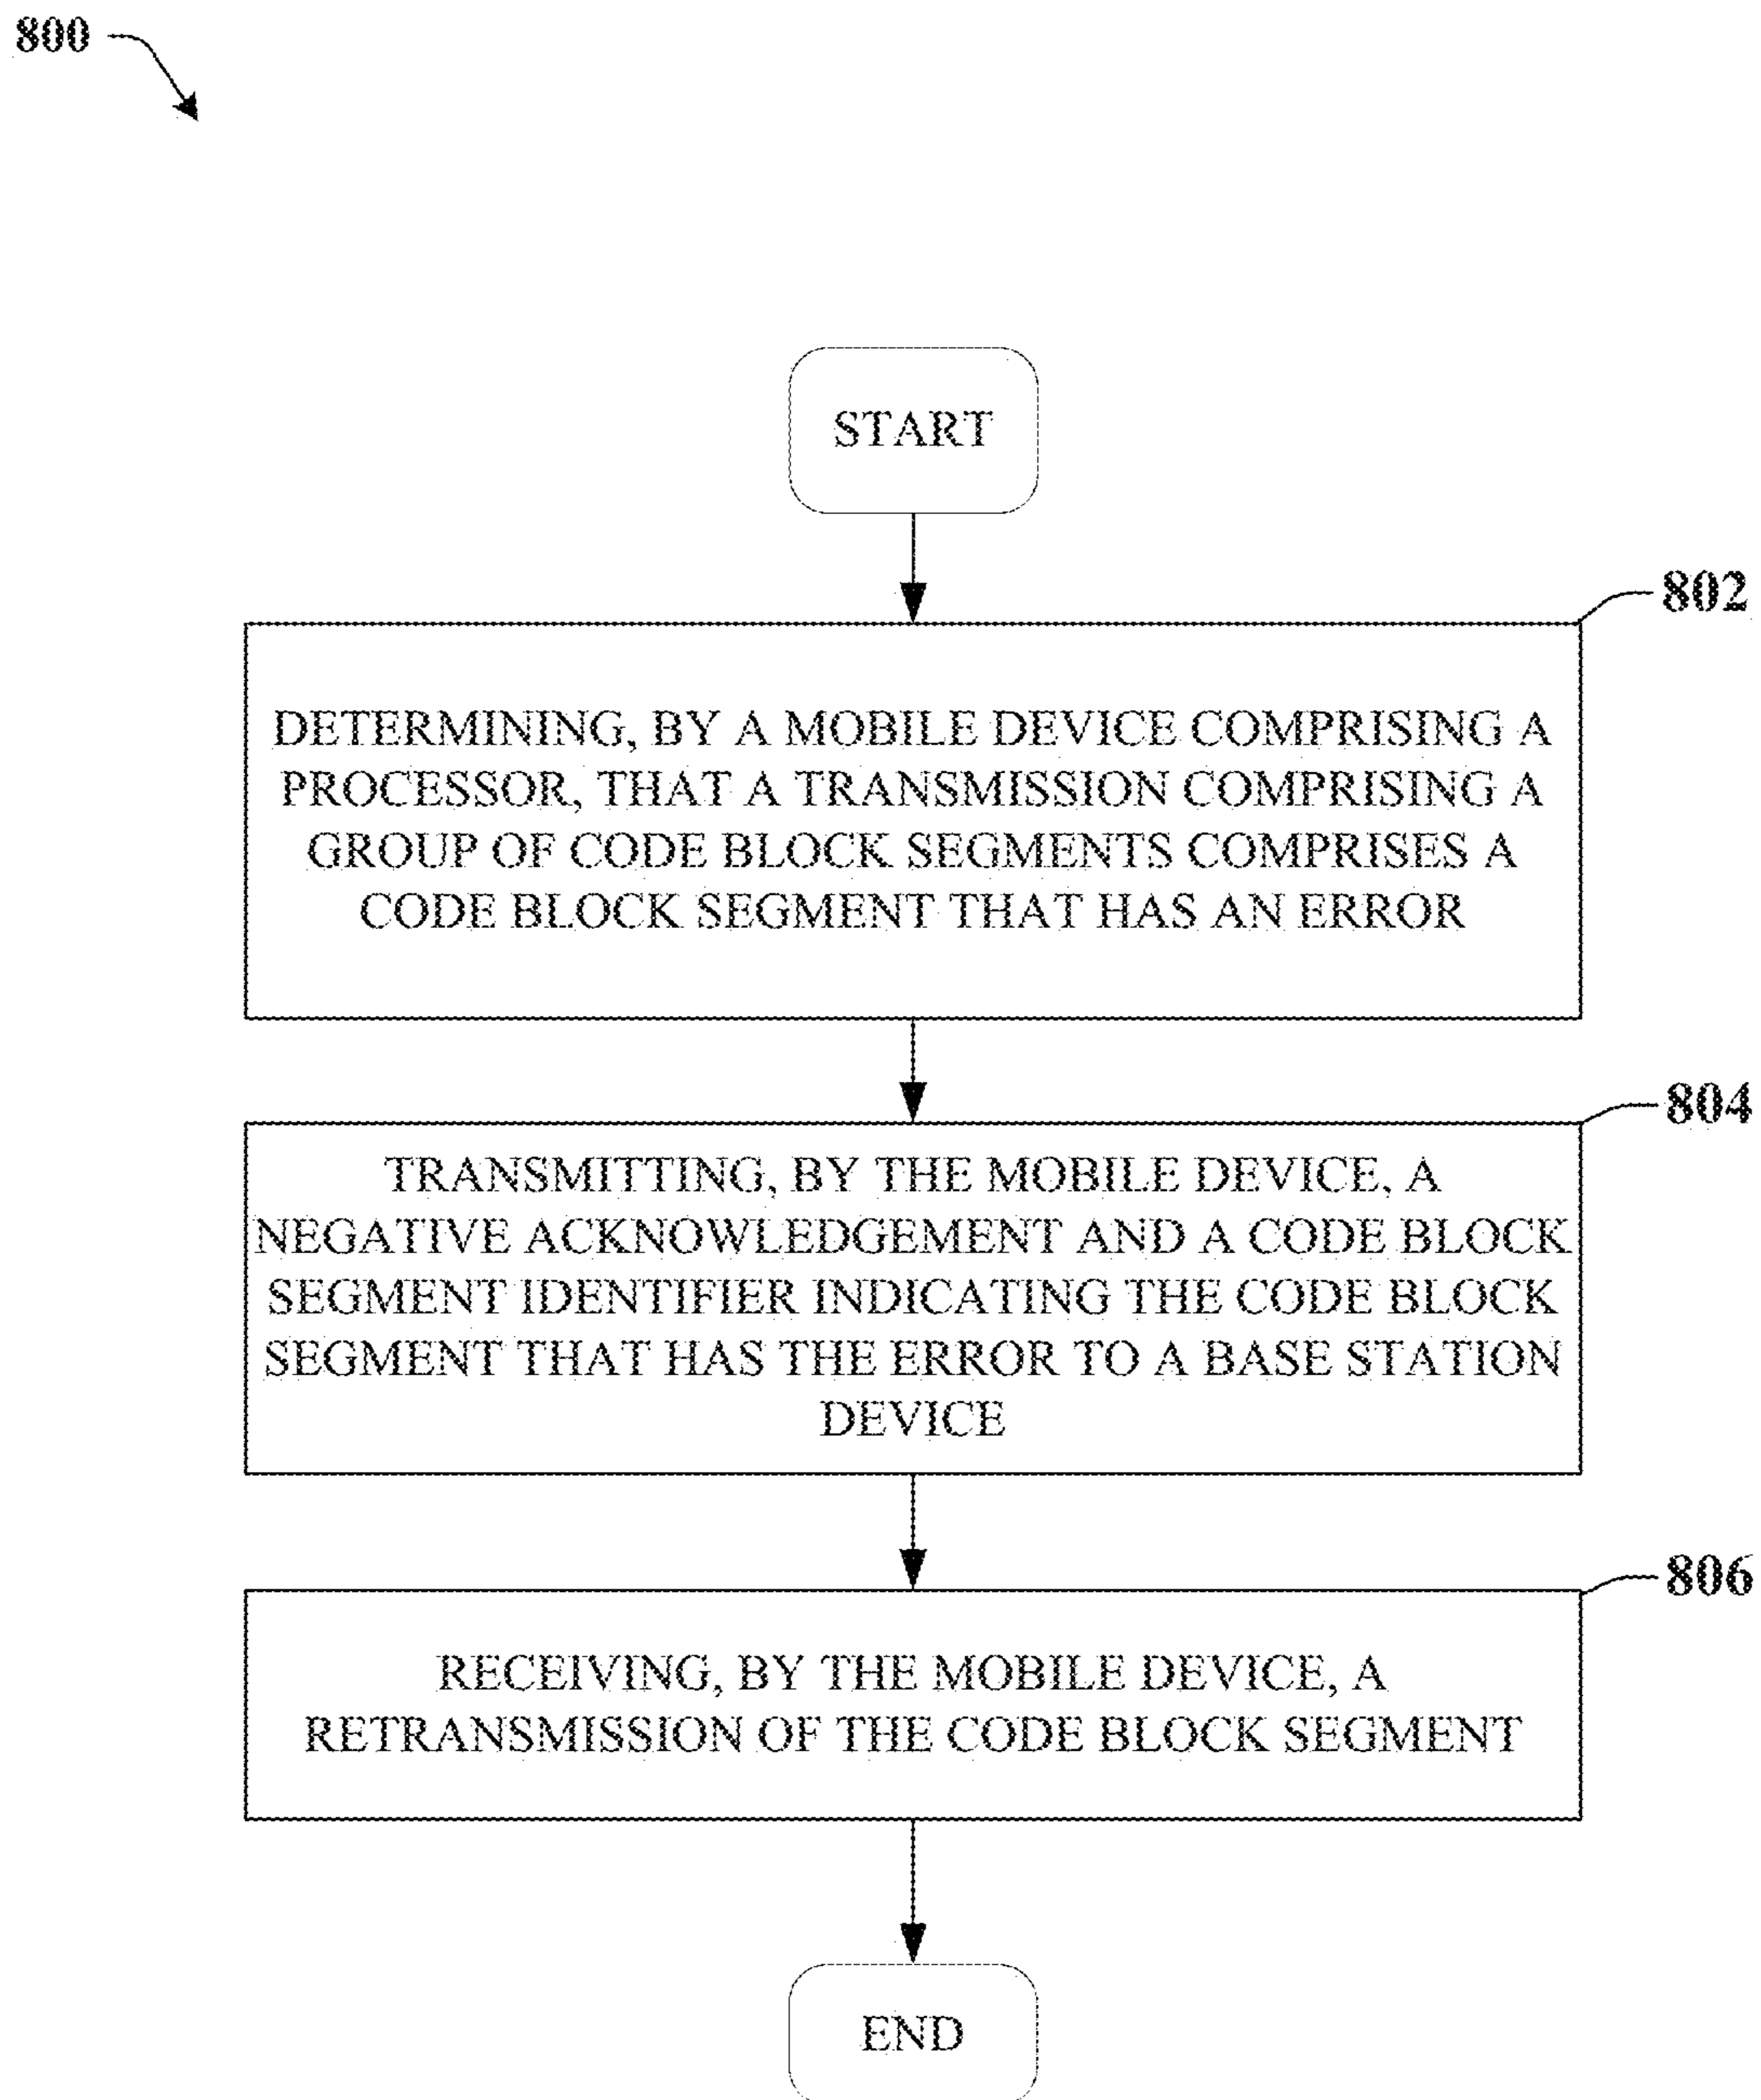 800
START
802
DETERMINING, BY A MOBILE DEVICE COMPRISING A
PROCESSOR, THAT A TRANSMISSION COMPRISING A
GROUP OF CODE BLOCK SEGMENTS COMPRISES A
CODE BLOCK SEGMENT THAT HAS AN ERROR
804
TRANSMITTING, BY THE MOBILE DEVICE, A
NEGATIVE ACKNOWLEDGEMENT AND A CODE BLOCK
SEGMENT IDENTIFIER INDICATING THE CODE BLOCK
SEGMENT THAT HAS THE ERROR TO A BASE STATION
DEVICE
806
RECEIVING, BY THE MOBILE DEVICE, A
RETRANSMISSION OF THE CODE BLOCK SEGMENT
END